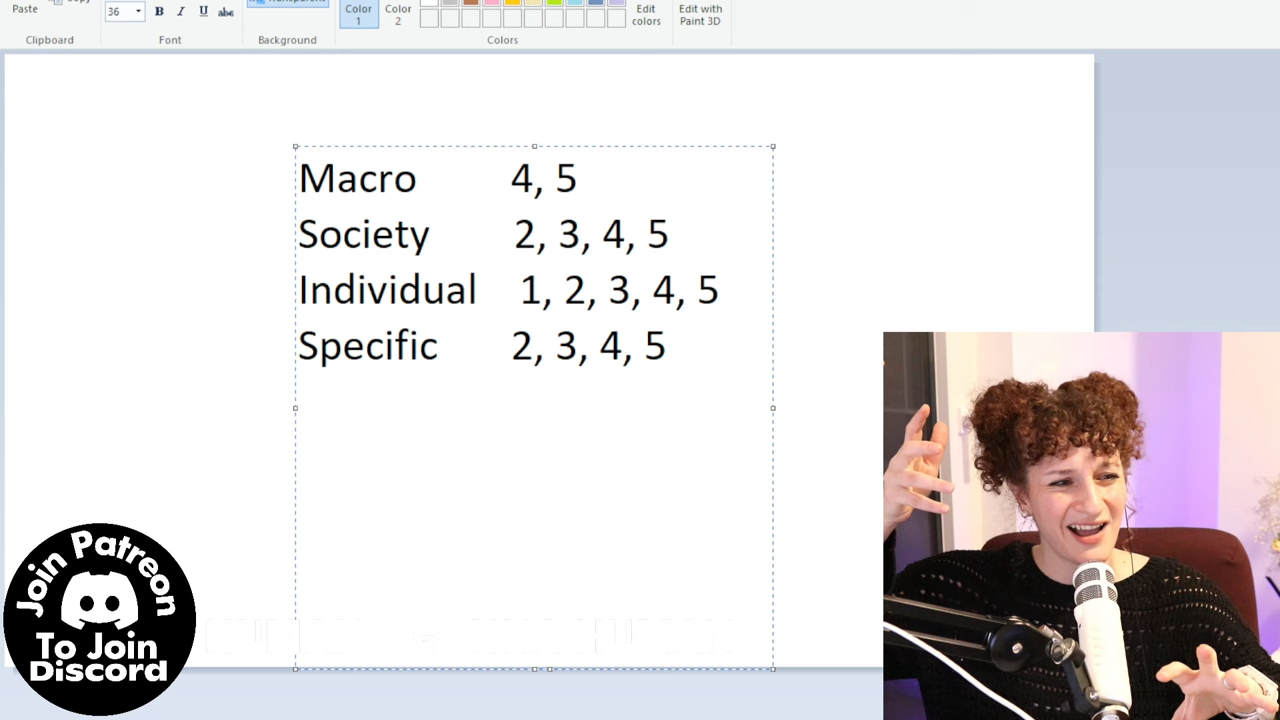 Paste
36
B I U abc
Color 1
Color 2
Edit colors
Edit with Paint 3D
Clipboard
Font
Background
Colors
Macro 4, 5
Society 2, 3, 4, 5
Individual 1, 2, 3, 4, 5
Specific 2, 3, 4, 5
Join Patreon
To Join
Discord